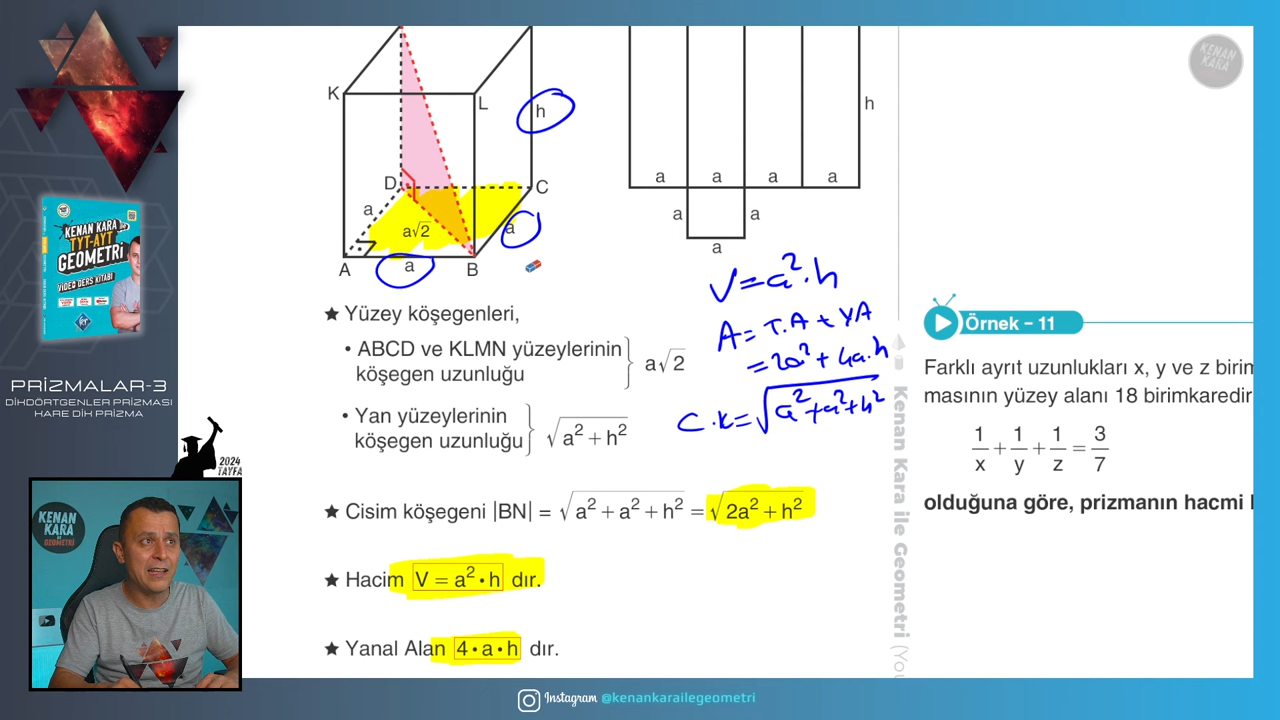 KENAN
KARA
K
L
h
D
C
a
a√2
a
A
a
B
a
a
a
a
h
a
a
a
V=a²·h
A=T.A+YA
=2a²+4a.h
C.K=√a²+a²+h²
★ Yüzey köşegenleri,
• ABCD ve KLMN yüzeylerinin
köşegen uzunluğu
a√2
• Yan yüzeylerinin
köşegen uzunluğu
√a²+h²
★ Cisim köşegeni |BN| = √a²+a²+h² = √2a²+h²
★ Hacim V = a²•h dır.
★ Yanal Alan 4•a•h dır.
Kenan Kara ile Geometri (You
Örnek – 11
Farklı ayrıt uzunlukları x, y ve z birim
masının yüzey alanı 18 birimkaredir
1/x + 1/y + 1/z = 3/7
olduğuna göre, prizmanın hacmi
KENAN KARA
TYT-AYT
GEOMETRİ
VİDEO DERS KİTABI
PRİZMALAR-3
DİKDÖRTGENLER PRİZMASI
KARE DİK PRİZMA
2024
TAYFA
KENAN
KARA
GEOMETRİ
Instagram @kenankarailegeometri